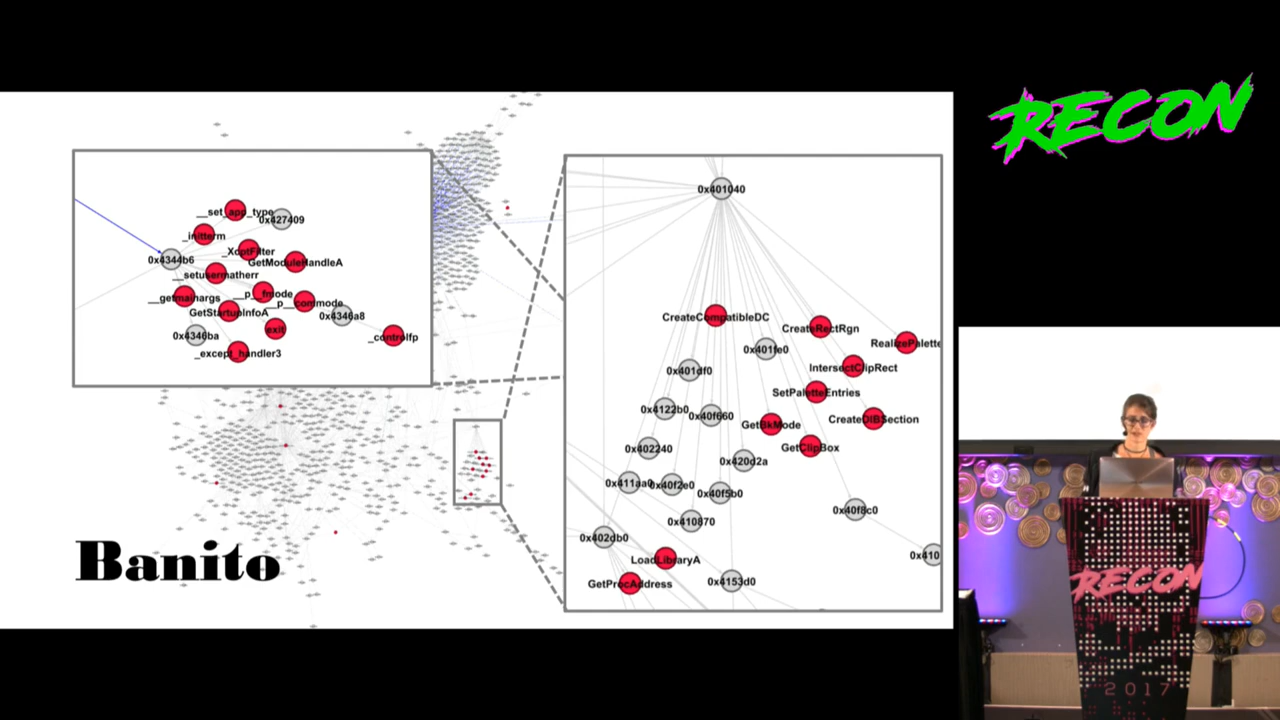 RECON
__set_app_type
0x427409
_initterm
_XcptFilter
0x4344b6
GetModuleHandleA
__setusermatherr
__getmainargs
__p__fmode
__p__commode
GetStartupInfoA
0x4346a8
exit
0x4346ba
_controlfp
_except_handler3
0x401040
CreateCompatibleDC
CreateRectRgn
RealizePalette
0x401fe0
0x401df0
IntersectClipRect
SetPaletteEntries
0x4122b0
0x40f660
CreateDIBSection
GetBkMode
GetClipBox
0x402240
0x420d2a
0x411aa0
0x40f2e0
0x40f5b0
0x40f8c0
0x410870
0x402db0
0x410
LoadLibraryA
GetProcAddress
0x4153d0
Banito
RECON
2017